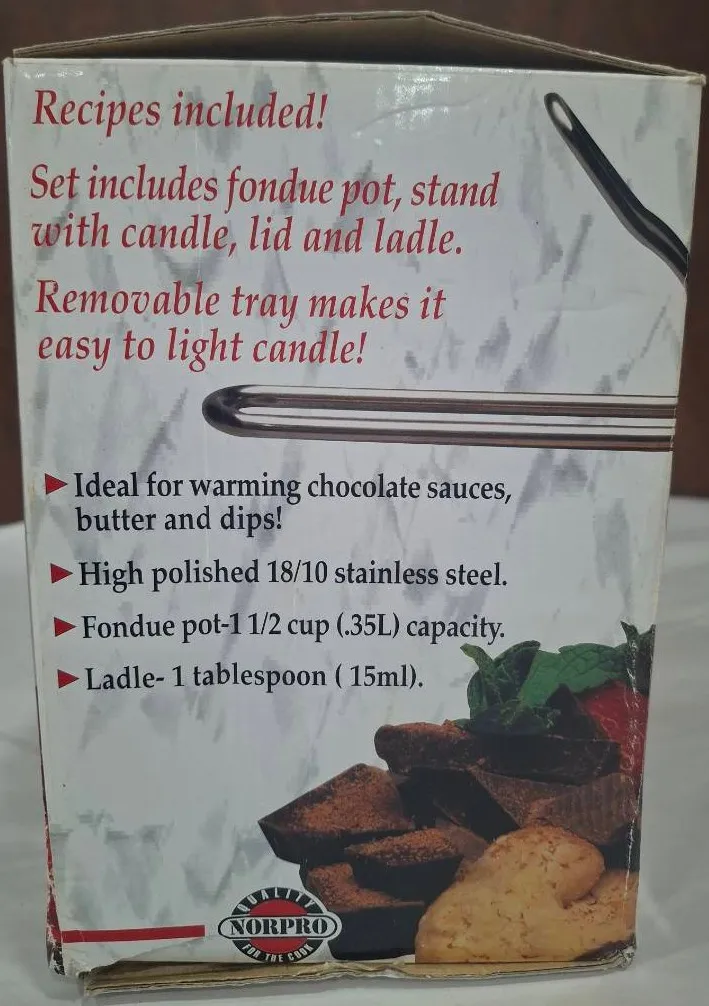 Recipes included!
Set includes fondue pot, stand
with candle, lid and ladle.
Removable tray makes it
easy to light candle!
Ideal for warming chocolate sauces,
butter and dips!
High polished 18/10 stainless steel.
Fondue pot-1 1/2 cup (.35L) capacity.
Ladle- 1 tablespoon ( 15ml).
QUALITY
NORPRO
FOR THE COOK